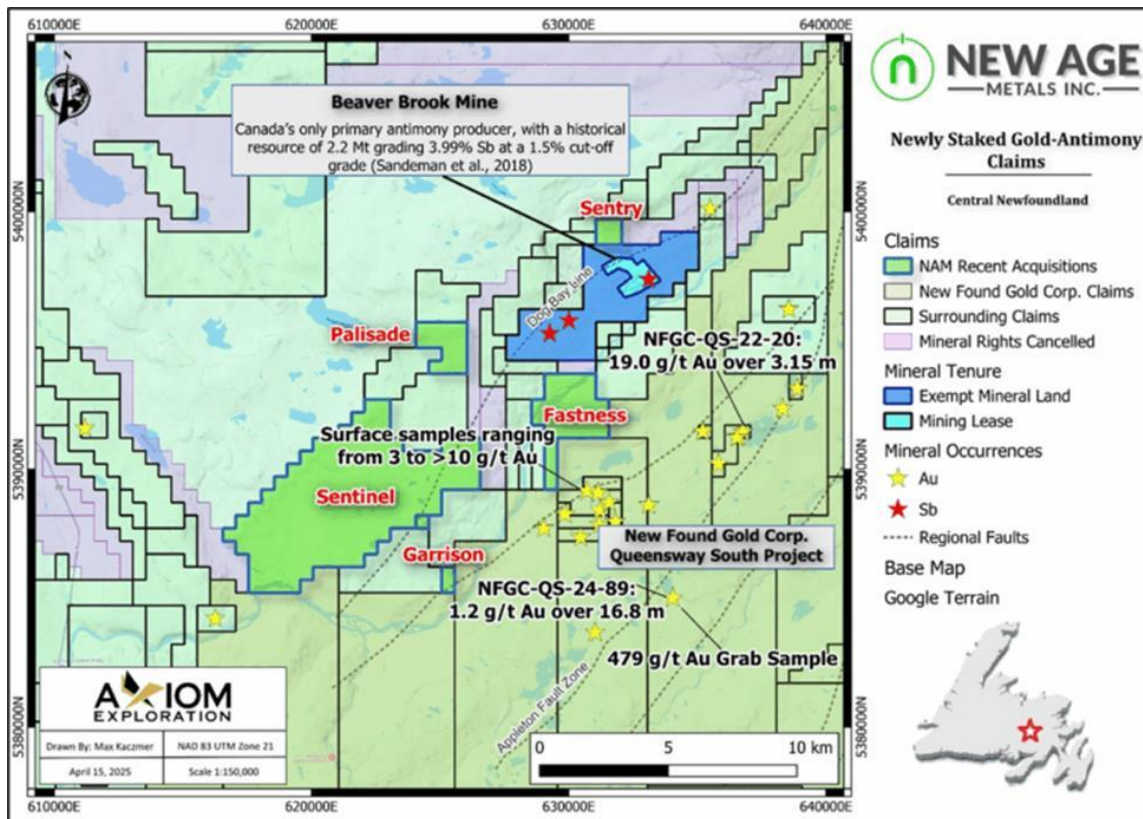 610000E
620000E
630000E
640000E
5400000N
5390000N
5380000N
Beaver Brook Mine
Canada's only primary antimony producer, with a historical
resource of 2.2 Mt grading 3.99% Sb at a 1.5% cut-off
grade (Sandeman et al., 2018)
Sentry
Dog Bay Line
Palisade
NFGC-QS-22-20:
19.0 g/t Au over 3.15 m
Fastness
Surface samples ranging
from 3 to >10 g/t Au
Sentinel
Garrison
New Found Gold Corp.
Queensway South Project
NFGC-QS-24-89:
1.2 g/t Au over 16.8 m
479 g/t Au Grab Sample
Appleton Fault Zone
0 5 10 km
AXIOM
EXPLORATION
Drawn By: Max Kaczmer
NAD 83 UTM Zone 21
April 15, 2025
Scale 1:150,000
610000E
620000E
630000E
640000E
5400000N
5390000N
5380000N
n
NEW AGE
METALS INC.
Newly Staked Gold-Antimony
Claims
Central Newfoundland
Claims
NAM Recent Acquisitions
New Found Gold Corp. Claims
Surrounding Claims
Mineral Rights Cancelled
Mineral Tenure
Exempt Mineral Land
Mining Lease
Mineral Occurrences
Au
Sb
Regional Faults
Base Map
Google Terrain